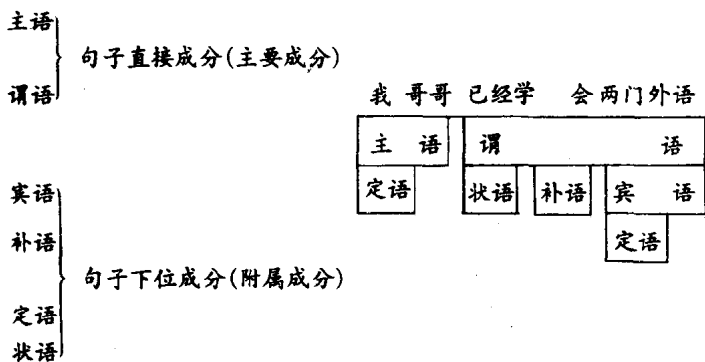 主语
谓语
句子直接成分(主要成分)
我 哥哥 已经学 会两门外语
主 语 谓 语
定语 状语 补语 宾 语
定语
宾语
补语
定语
状语
句子下位成分(附属成分)